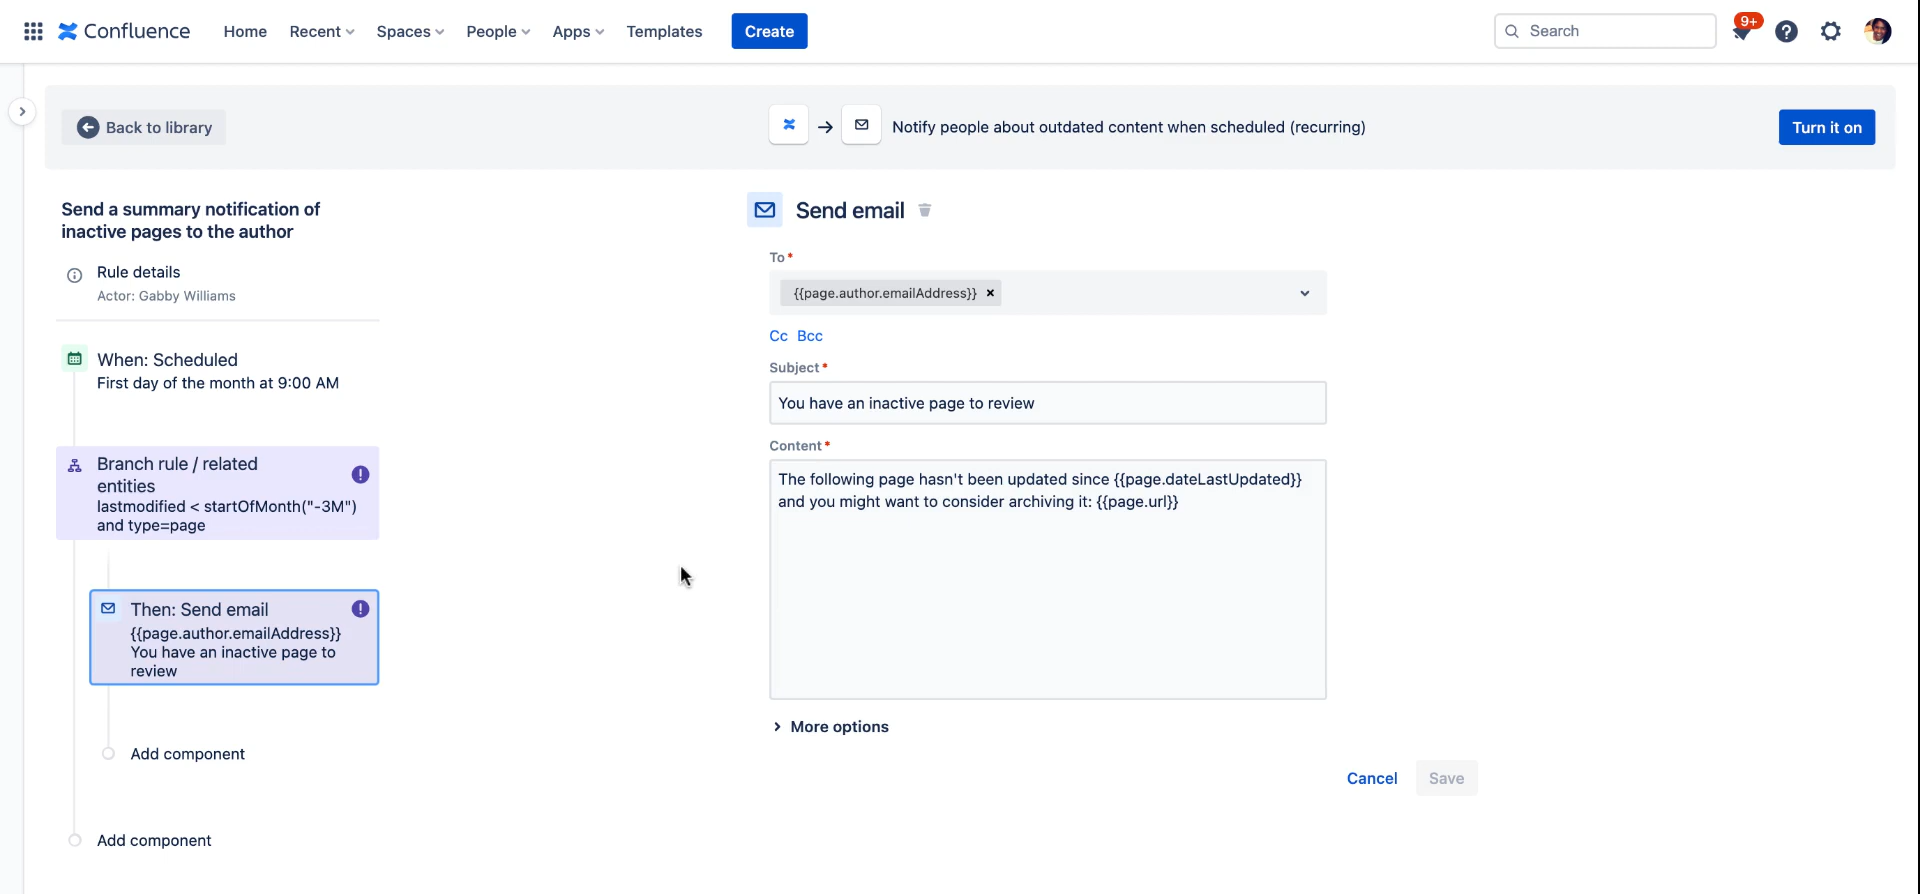 Confluence
Home
Recent
Spaces
People
Apps
Templates
Create
Search
9+
Back to library
Notify people about outdated content when scheduled (recurring)
Turn it on
Send a summary notification of
inactive pages to the author
Rule details
Actor: Gabby Williams
When: Scheduled
First day of the month at 9:00 AM
Branch rule / related
entities
lastmodified < startOfMonth("-3M")
and type=page
Then: Send email
{{page.author.emailAddress}}
You have an inactive page to
review
Add component
Add component
Send email
To*
{{page.author.emailAddress}}
Cc Bcc
Subject*
You have an inactive page to review
Content*
The following page hasn't been updated since {{page.dateLastUpdated}}
and you might want to consider archiving it: {{page.url}}
More options
Cancel
Save